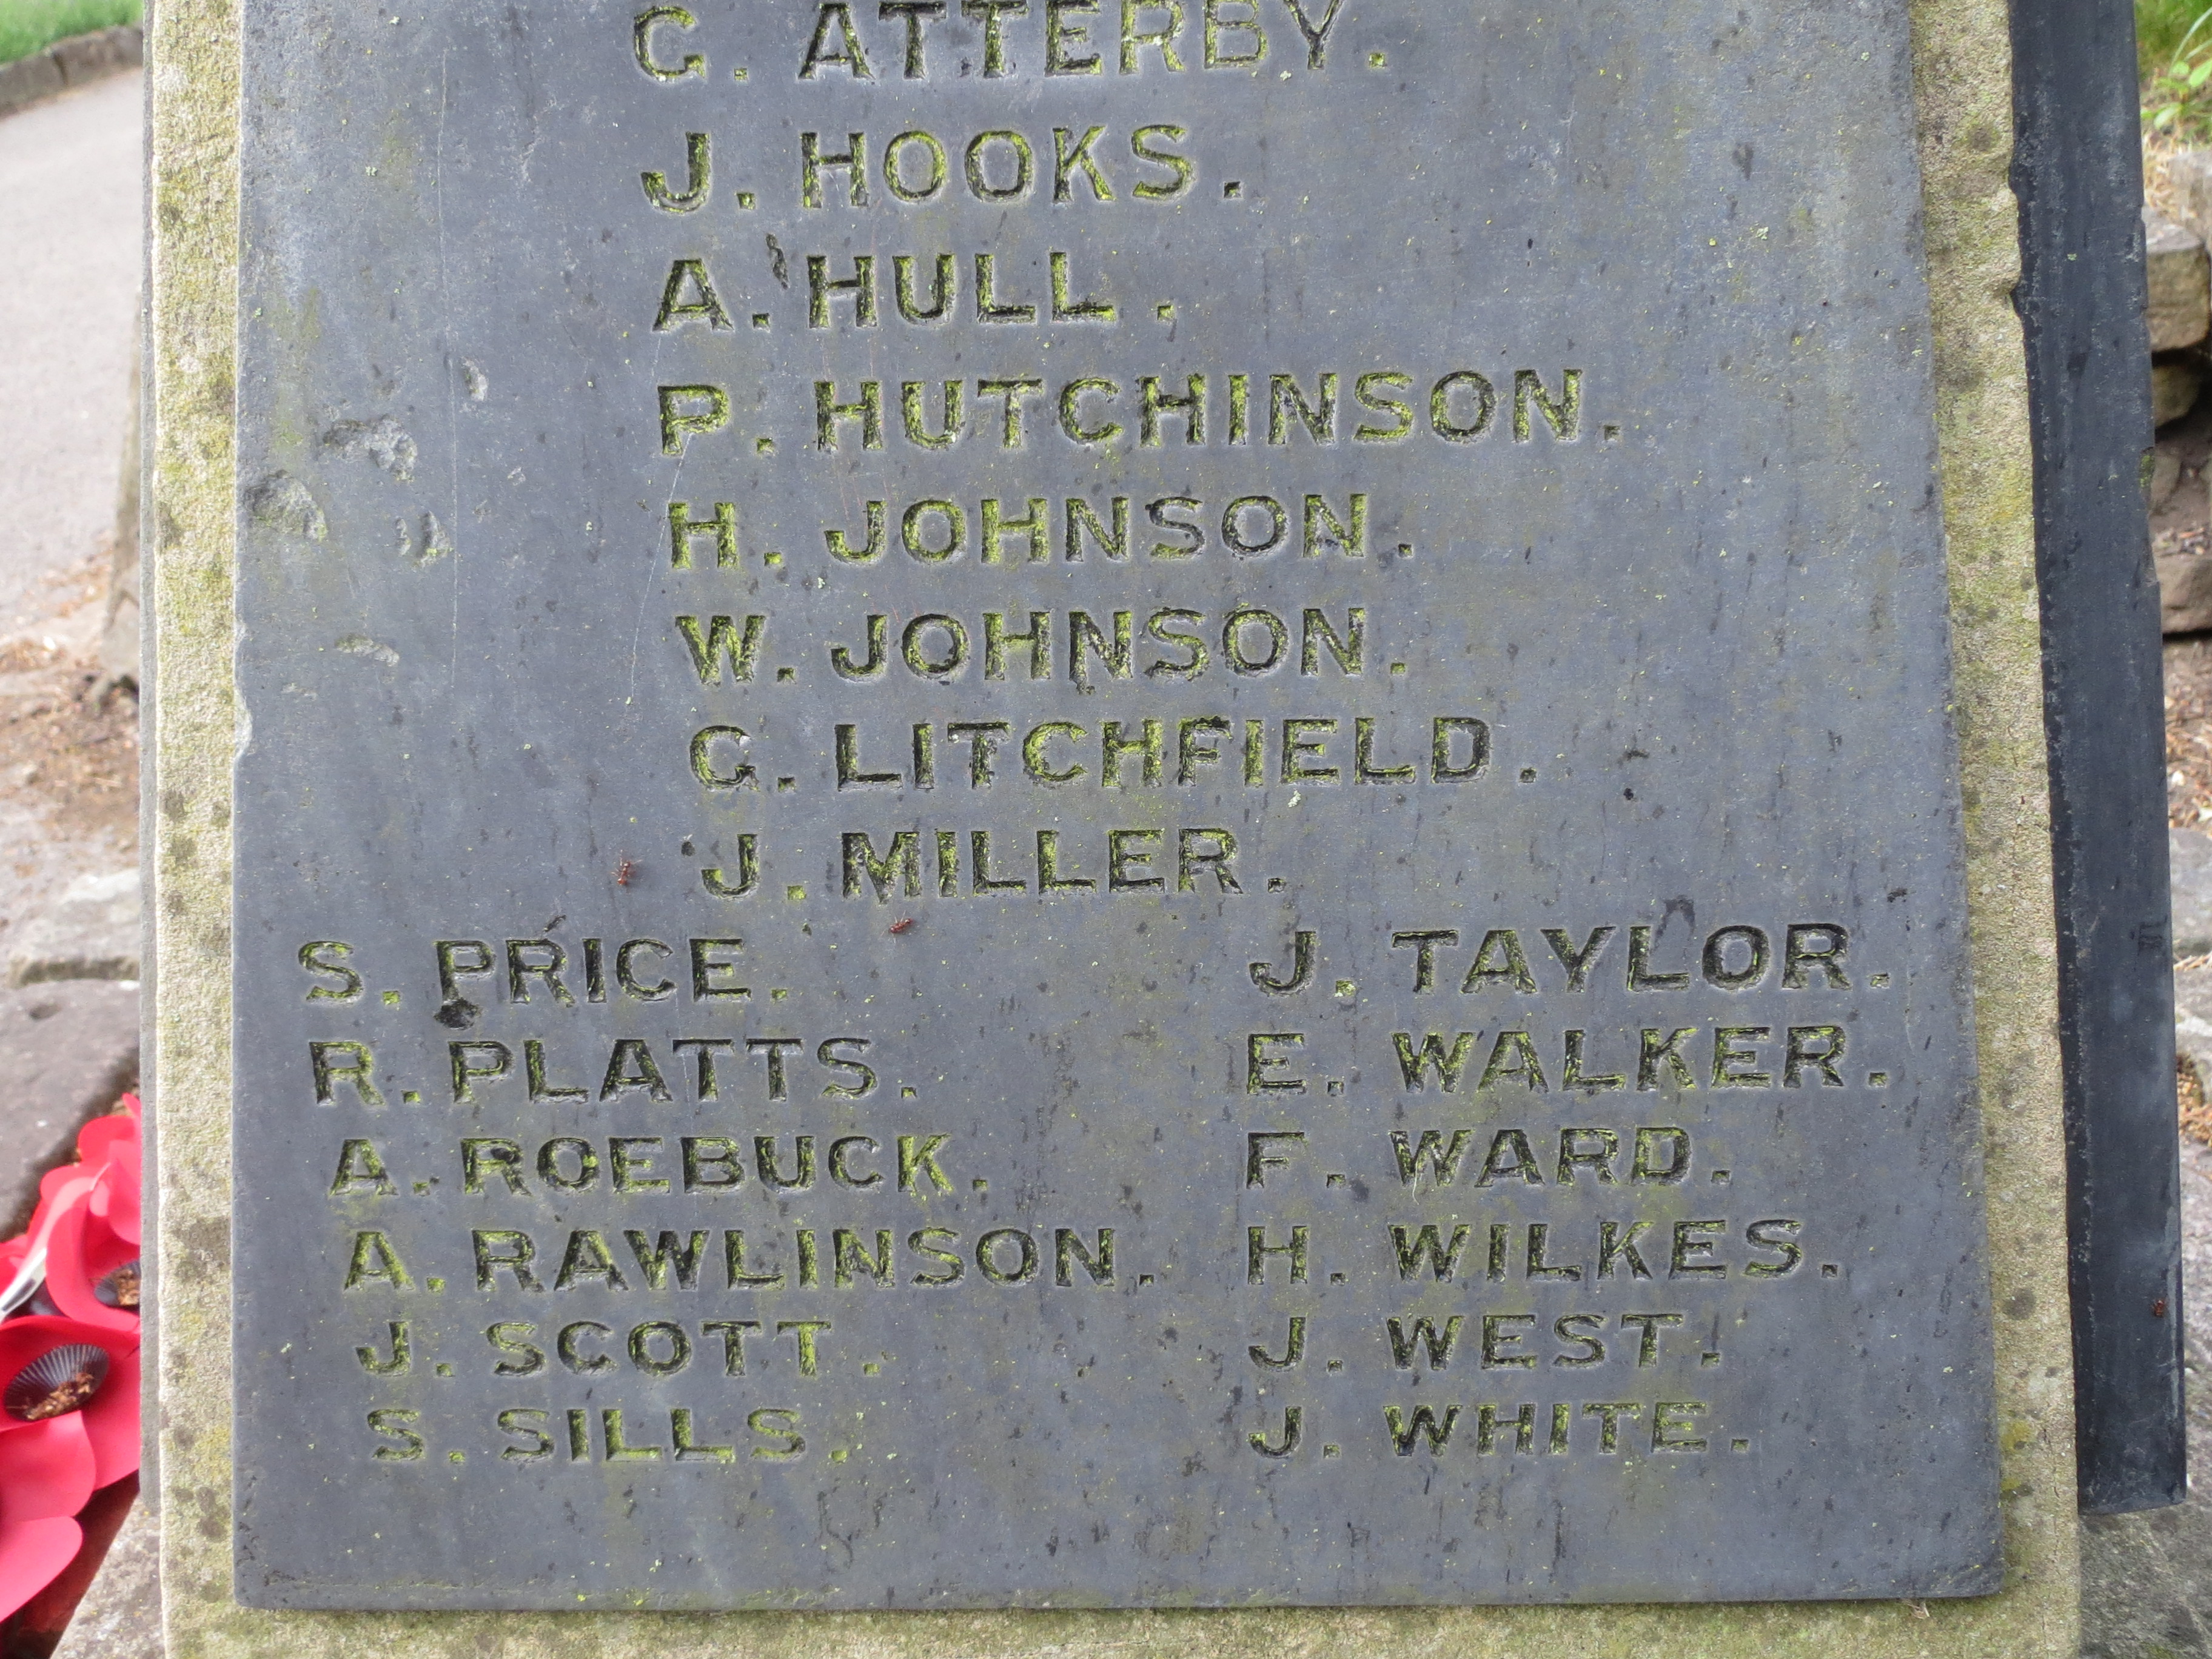 G. ATTERBY.
J. HOOKS.
A. HULL.
P. HUTCHINSON.
H. JOHNSON.
W. JOHNSON.
G. LITCHFIELD.
J. MILLER.
S. PRICE.
R. PLATTS.
A. ROEBUCK.
A. RAWLINSON.
J. SCOTT.
S. SILLS.
J. TAYLOR.
E. WALKER.
F. WARD.
H. WILKES.
J. WEST.
J. WHITE.